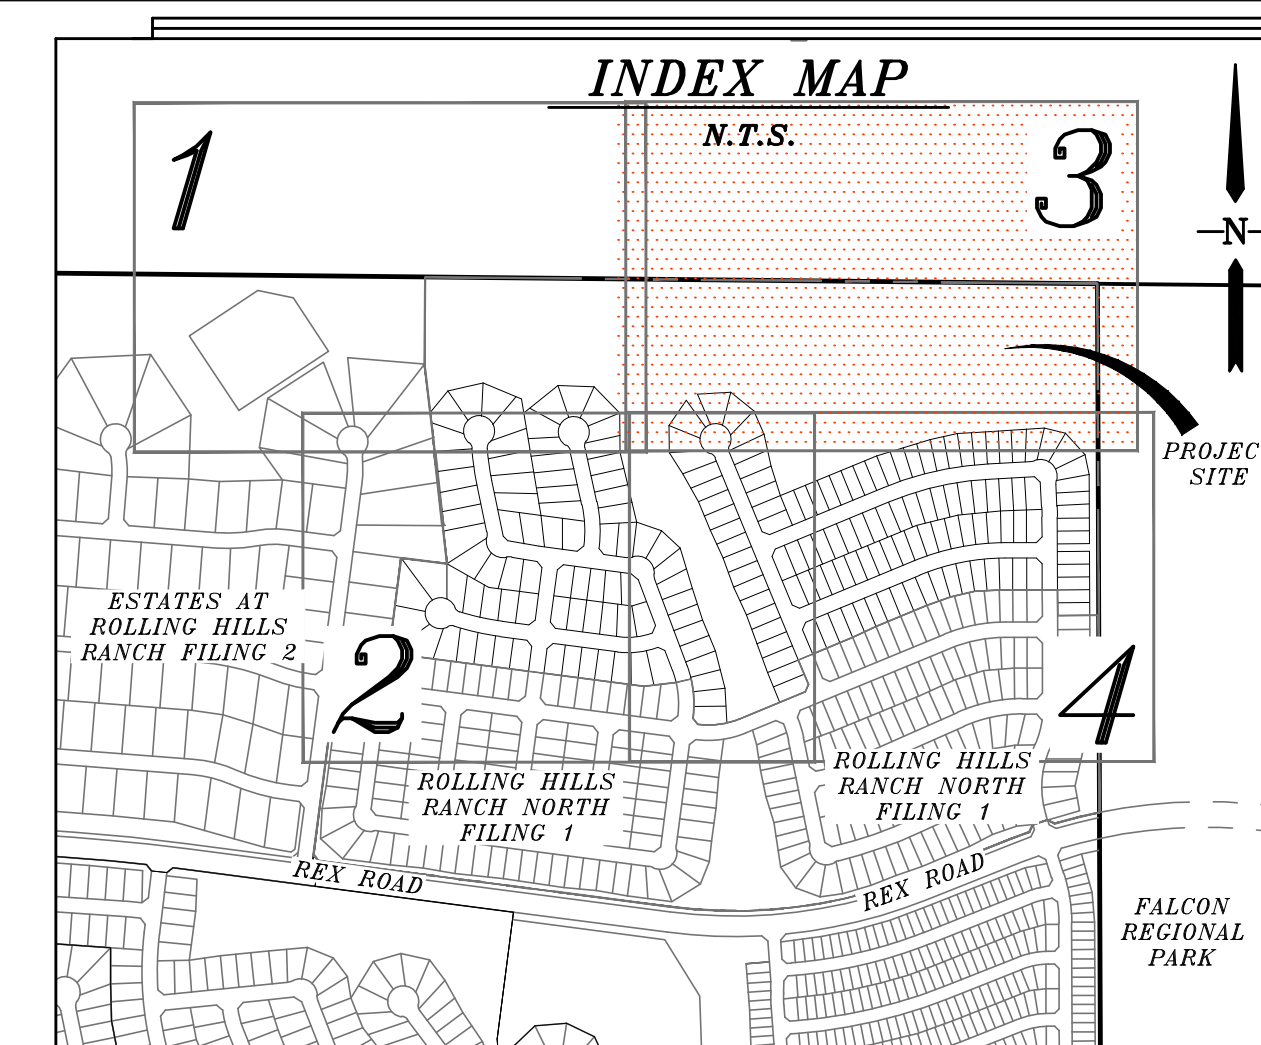 INDEX MAP
N.T.S.
1
3
N
PROJEC
SITE
ESTATES AT
ROLLING HILLS
RANCH FILING 2
2
4
ROLLING HILLS
RANCH NORTH
FILING 1
ROLLING HILLS
RANCH NORTH
FILING 1
REX ROAD
REX ROAD
FALCON
REGIONAL
PARK